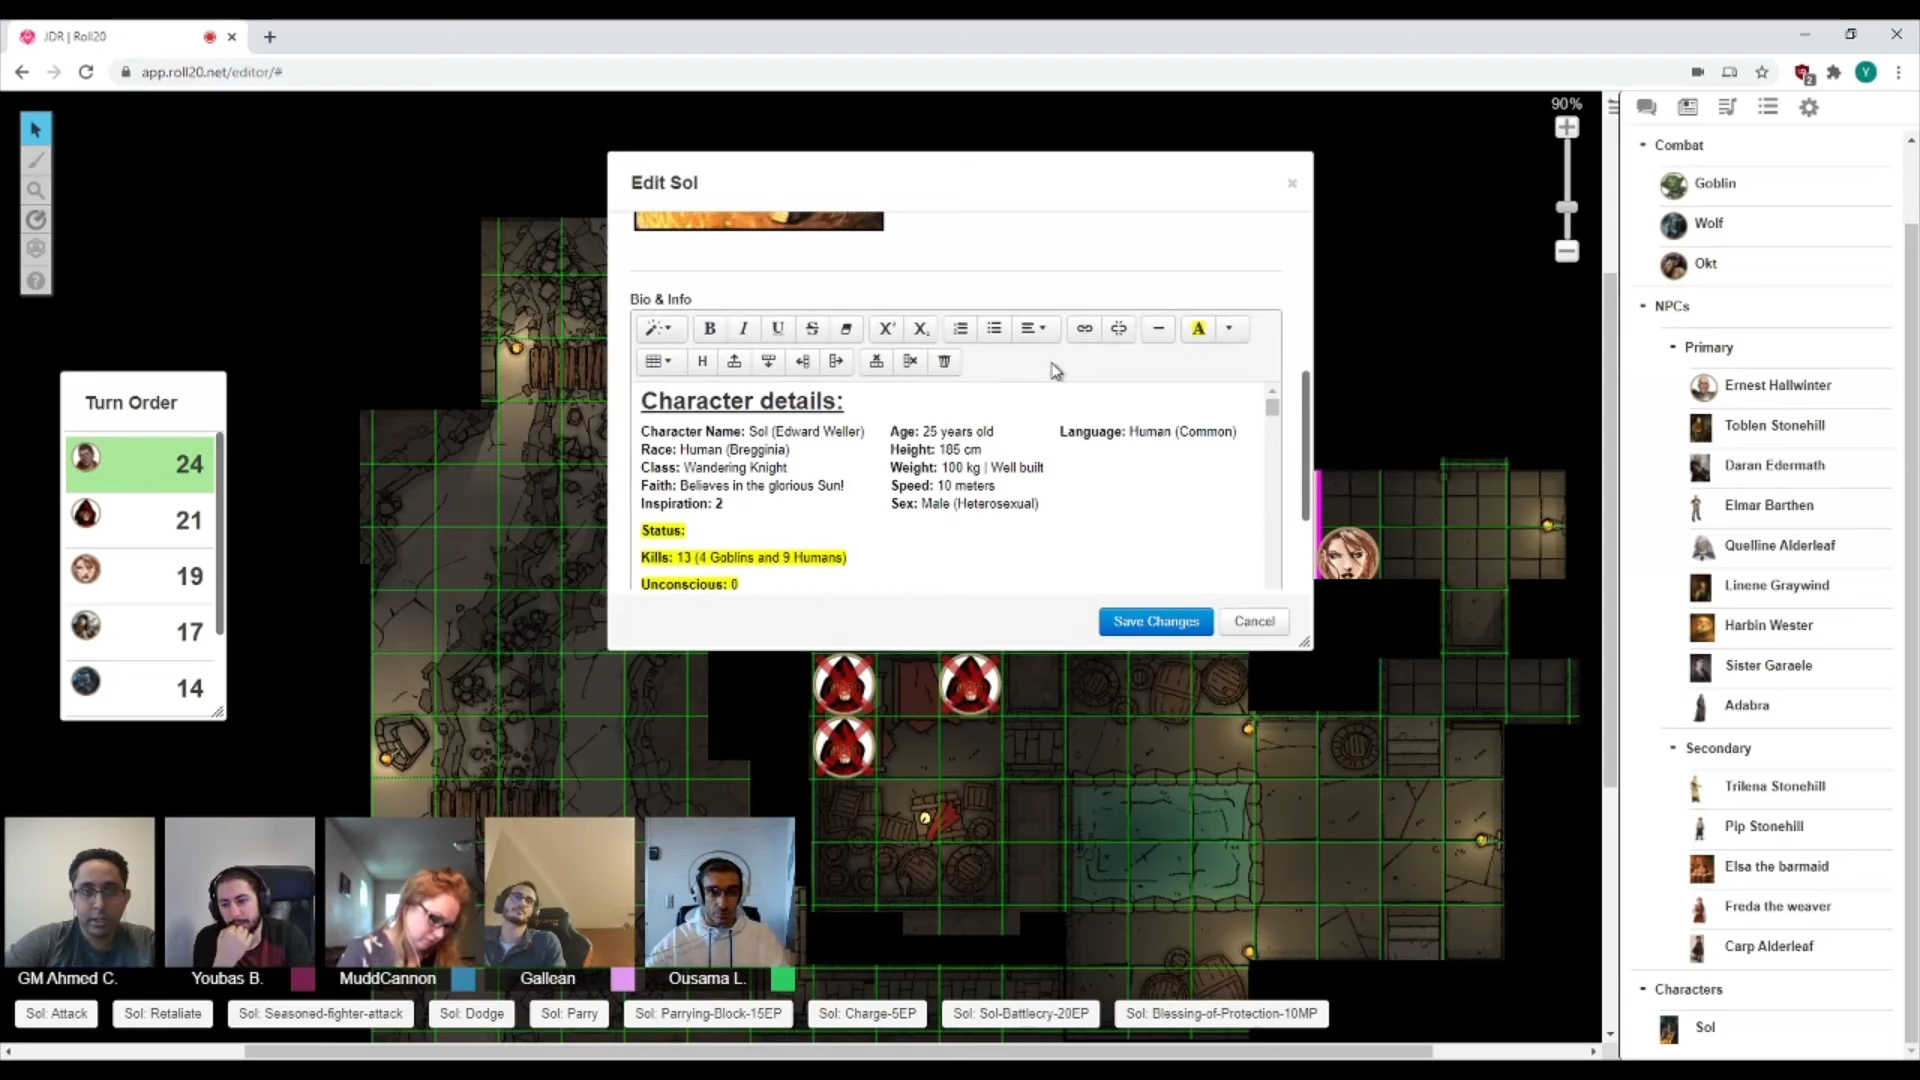 JDR | Roll20
app.roll20.net/editor/#
2
Y
90%
Edit Sol
Bio & Info
B I U S X² X₂ A
H
Character details:
Character Name: Sol (Edward Weller) Age: 25 years old Language: Human (Common)
Race: Human (Bregginia) Height: 185 cm
Class: Wandering Knight Weight: 100 kg | Well built
Faith: Believes in the glorious Sun! Speed: 10 meters
Inspiration: 2 Sex: Male (Heterosexual)
Status:
Kills: 13 (4 Goblins and 9 Humans)
Unconscious: 0
Save Changes
Cancel
Turn Order
24
21
19
17
14
GM Ahmed C.
Youbas B.
MuddCannon
Gallean
Ousama L.
Sol: Attack
Sol: Retaliate
Sol: Seasoned-fighter-attack
Sol: Dodge
Sol: Parry
Sol: Parrying-Block-15EP
Sol: Charge-5EP
Sol: Sol-Battlecry-20EP
Sol: Blessing-of-Protection-10MP
Combat
Goblin
Wolf
Okt
NPCs
Primary
Ernest Hallwinter
Toblen Stonehill
Daran Edermath
Elmar Barthen
Quelline Alderleaf
Linene Graywind
Harbin Wester
Sister Garaele
Adabra
Secondary
Trilena Stonehill
Pip Stonehill
Elsa the barmaid
Freda the weaver
Carp Alderleaf
Characters
Sol